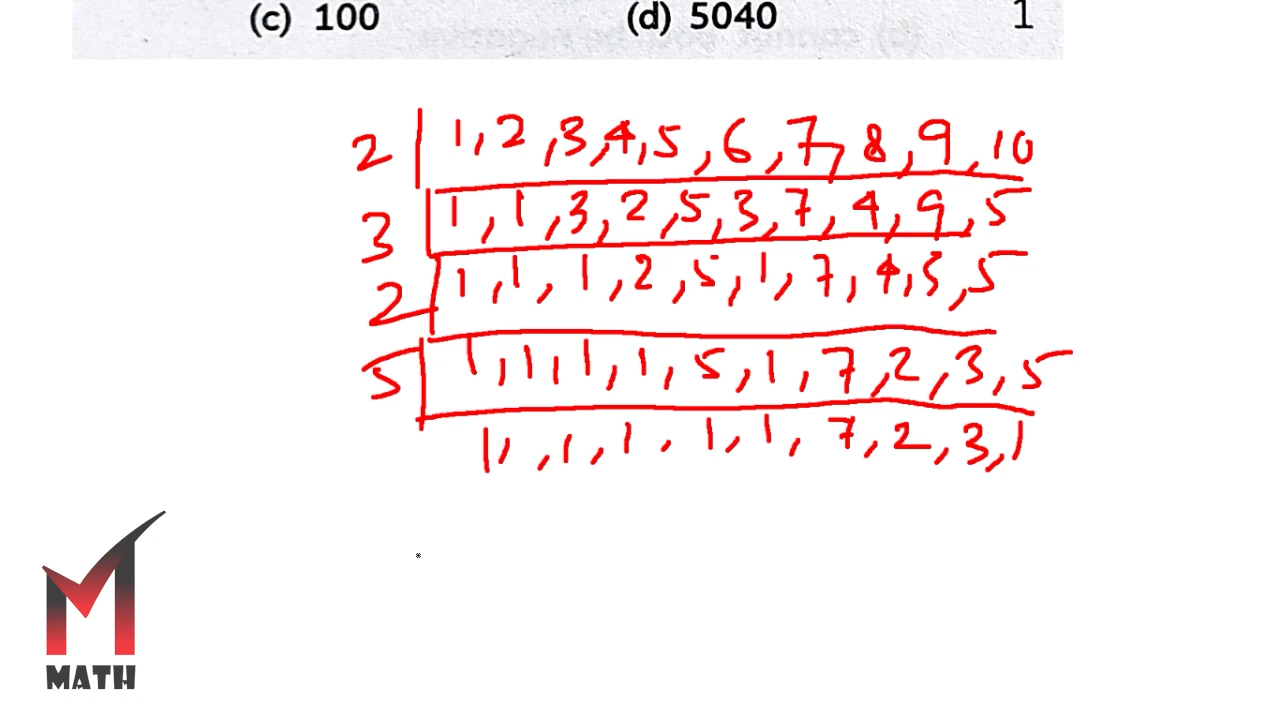 (c) 100 (d) 5040 1
2 1, 2, 3, 4, 5, 6, 7, 8, 9, 10
3 1, 1, 3, 2, 5, 3, 7, 4, 9, 5
2 1, 1, 1, 2, 5, 1, 7, 4, 3, 5
5 1, 1, 1, 1, 5, 1, 7, 2, 3, 5
1, , 1, 1, 1, 1, 7, 2, 3, 1
M
MATH